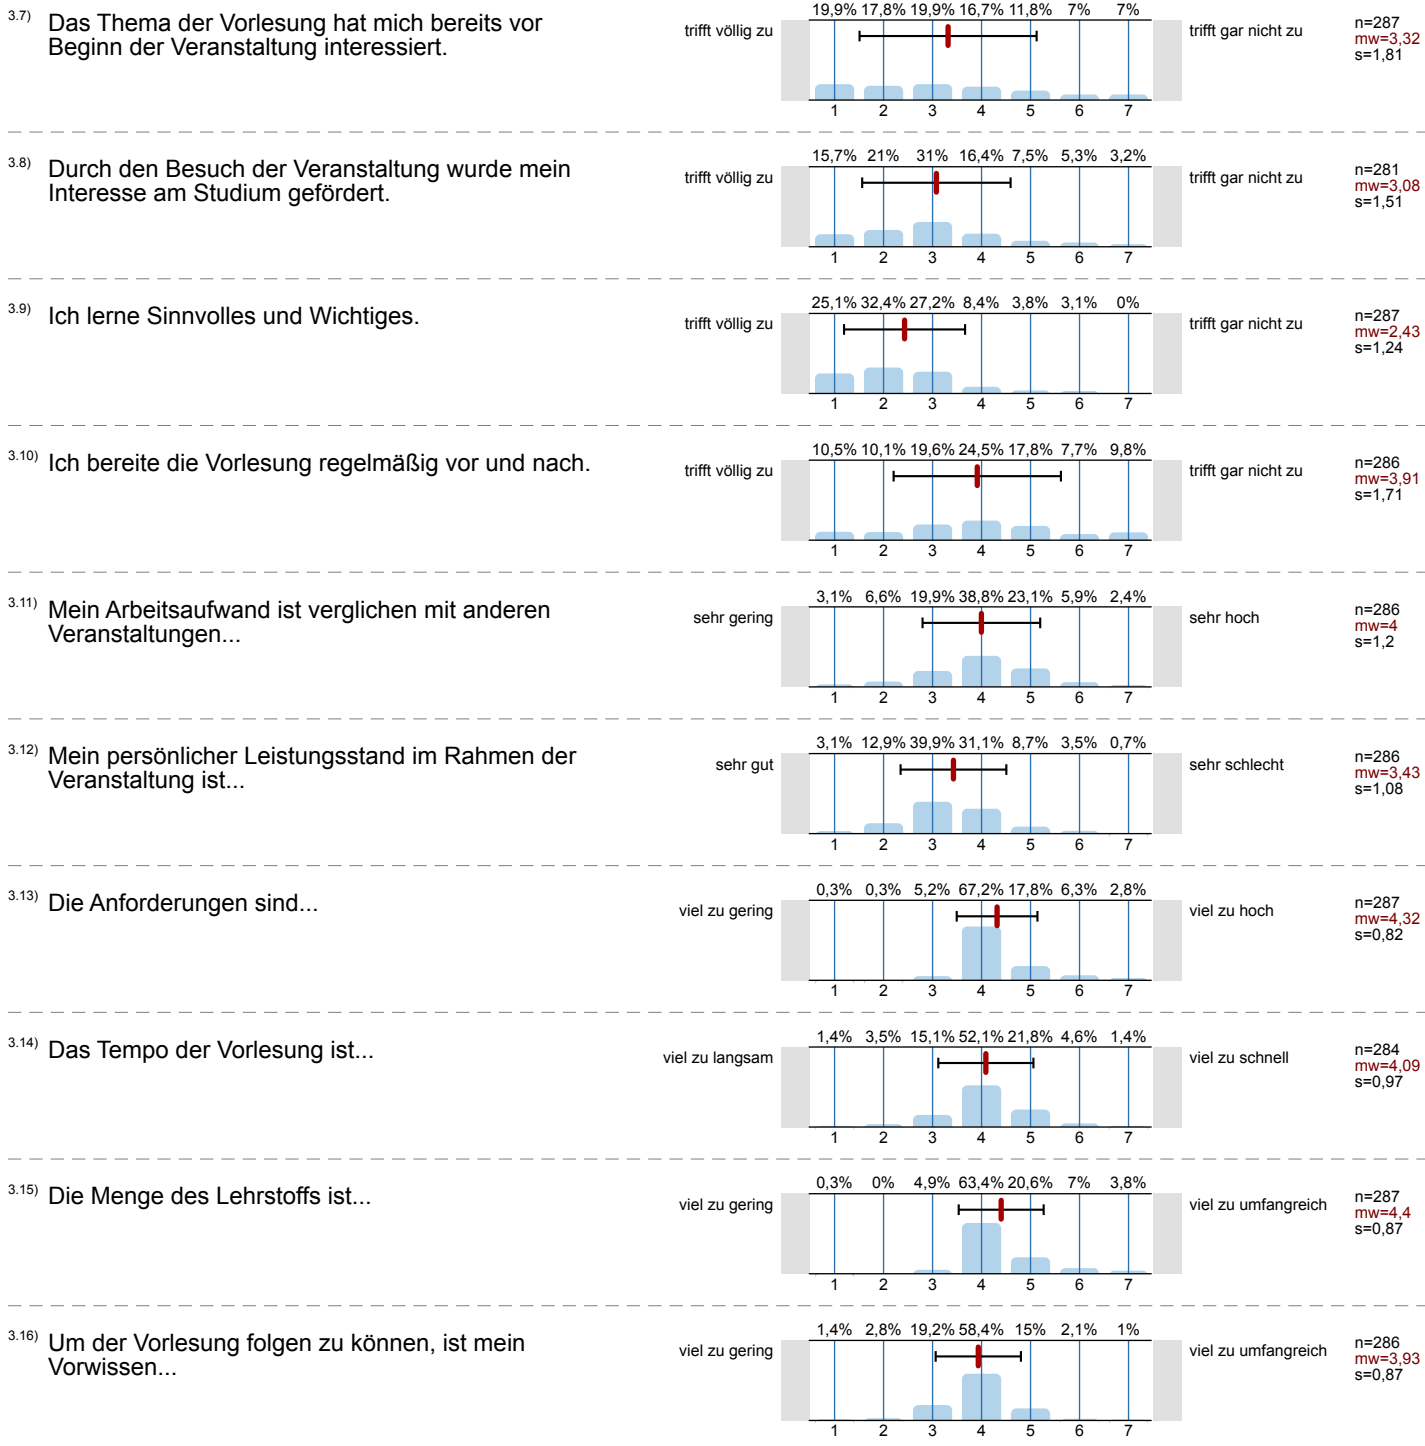 3.7) Das Thema der Vorlesung hat mich bereits vor
Beginn der Veranstaltung interessiert.
trifft völlig zu
19,9% 17,8% 19,9% 16,7% 11,8% 7% 7%
1 2 3 4 5 6 7
trifft gar nicht zu
n=287
mw=3,32
s=1,81
3.8) Durch den Besuch der Veranstaltung wurde mein
Interesse am Studium gefördert.
trifft völlig zu
15,7% 21% 31% 16,4% 7,5% 5,3% 3,2%
1 2 3 4 5 6 7
trifft gar nicht zu
n=281
mw=3,08
s=1,51
3.9) Ich lerne Sinnvolles und Wichtiges.
trifft völlig zu
25,1% 32,4% 27,2% 8,4% 3,8% 3,1% 0%
1 2 3 4 5 6 7
trifft gar nicht zu
n=287
mw=2,43
s=1,24
3.10) Ich bereite die Vorlesung regelmäßig vor und nach.
trifft völlig zu
10,5% 10,1% 19,6% 24,5% 17,8% 7,7% 9,8%
1 2 3 4 5 6 7
trifft gar nicht zu
n=286
mw=3,91
s=1,71
3.11) Mein Arbeitsaufwand ist verglichen mit anderen
Veranstaltungen...
sehr gering
3,1% 6,6% 19,9% 38,8% 23,1% 5,9% 2,4%
1 2 3 4 5 6 7
sehr hoch
n=286
mw=4
s=1,2
3.12) Mein persönlicher Leistungsstand im Rahmen der
Veranstaltung ist...
sehr gut
3,1% 12,9% 39,9% 31,1% 8,7% 3,5% 0,7%
1 2 3 4 5 6 7
sehr schlecht
n=286
mw=3,43
s=1,08
3.13) Die Anforderungen sind...
viel zu gering
0,3% 0,3% 5,2% 67,2% 17,8% 6,3% 2,8%
1 2 3 4 5 6 7
viel zu hoch
n=287
mw=4,32
s=0,82
3.14) Das Tempo der Vorlesung ist...
viel zu langsam
1,4% 3,5% 15,1% 52,1% 21,8% 4,6% 1,4%
1 2 3 4 5 6 7
viel zu schnell
n=284
mw=4,09
s=0,97
3.15) Die Menge des Lehrstoffs ist...
viel zu gering
0,3% 0% 4,9% 63,4% 20,6% 7% 3,8%
1 2 3 4 5 6 7
viel zu umfangreich
n=287
mw=4,4
s=0,87
3.16) Um der Vorlesung folgen zu können, ist mein
Vorwissen...
viel zu gering
1,4% 2,8% 19,2% 58,4% 15% 2,1% 1%
1 2 3 4 5 6 7
viel zu umfangreich
n=286
mw=3,93
s=0,87